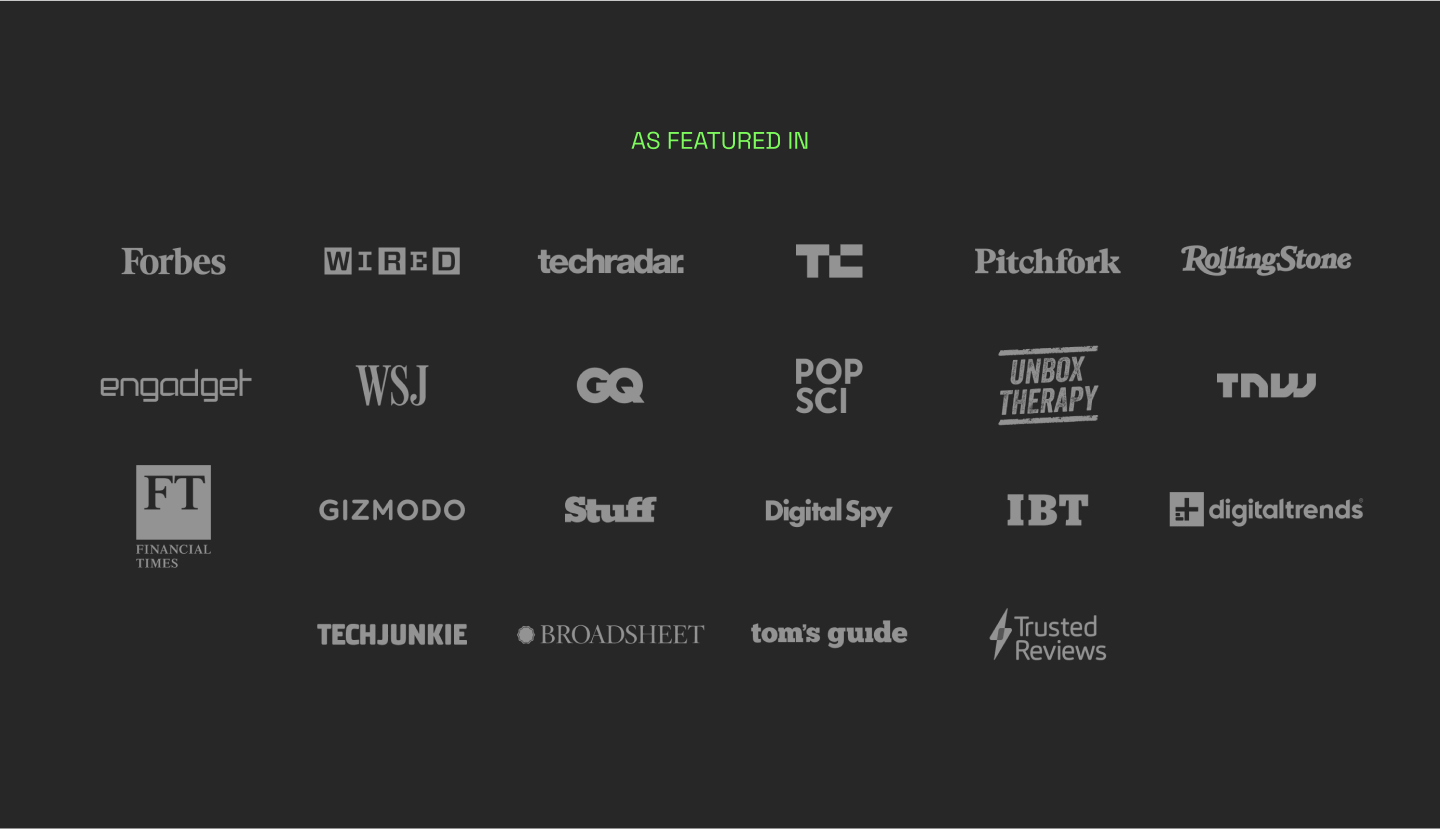 AS FEATURED IN
Forbes
WIRED
techradar.
TC
Pitchfork
RollingStone
engadget
WSJ
GQ
POP
SCI
UNBOX
THERAPY
TNW
FT
FINANCIAL
TIMES
GIZMODO
Stuff
Digital Spy
IBT
dt digitaltrends®
TECHJUNKIE
BROADSHEET
tom's guide
Trusted
Reviews